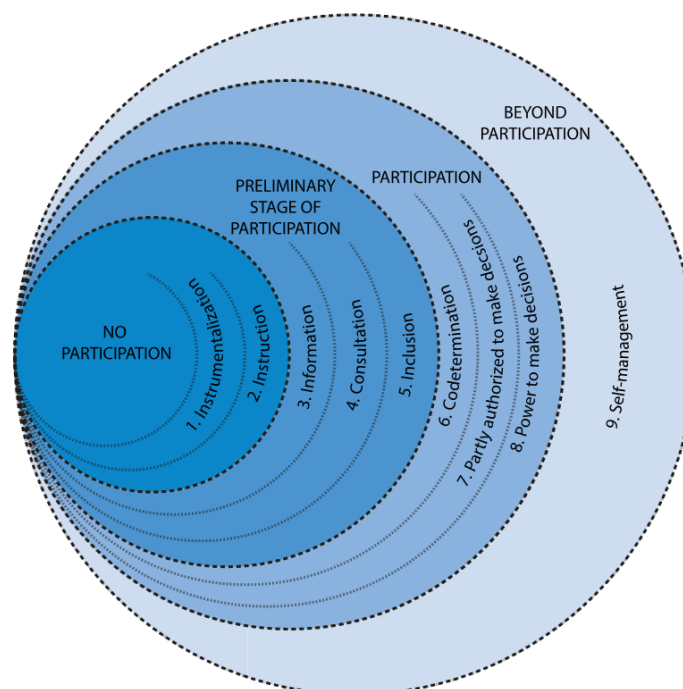 BEYOND
PARTICIPATION
PARTICIPATION
PRELIMINARY
STAGE OF
PARTICIPATION
NO
PARTICIPATION
1. Instrumentalization
2. Instruction
3. Information
4. Consultation
5. Inclusion
6. Codetermination
7. Partly authorized to make decsions
8. Power to make decisions
9. Self-management